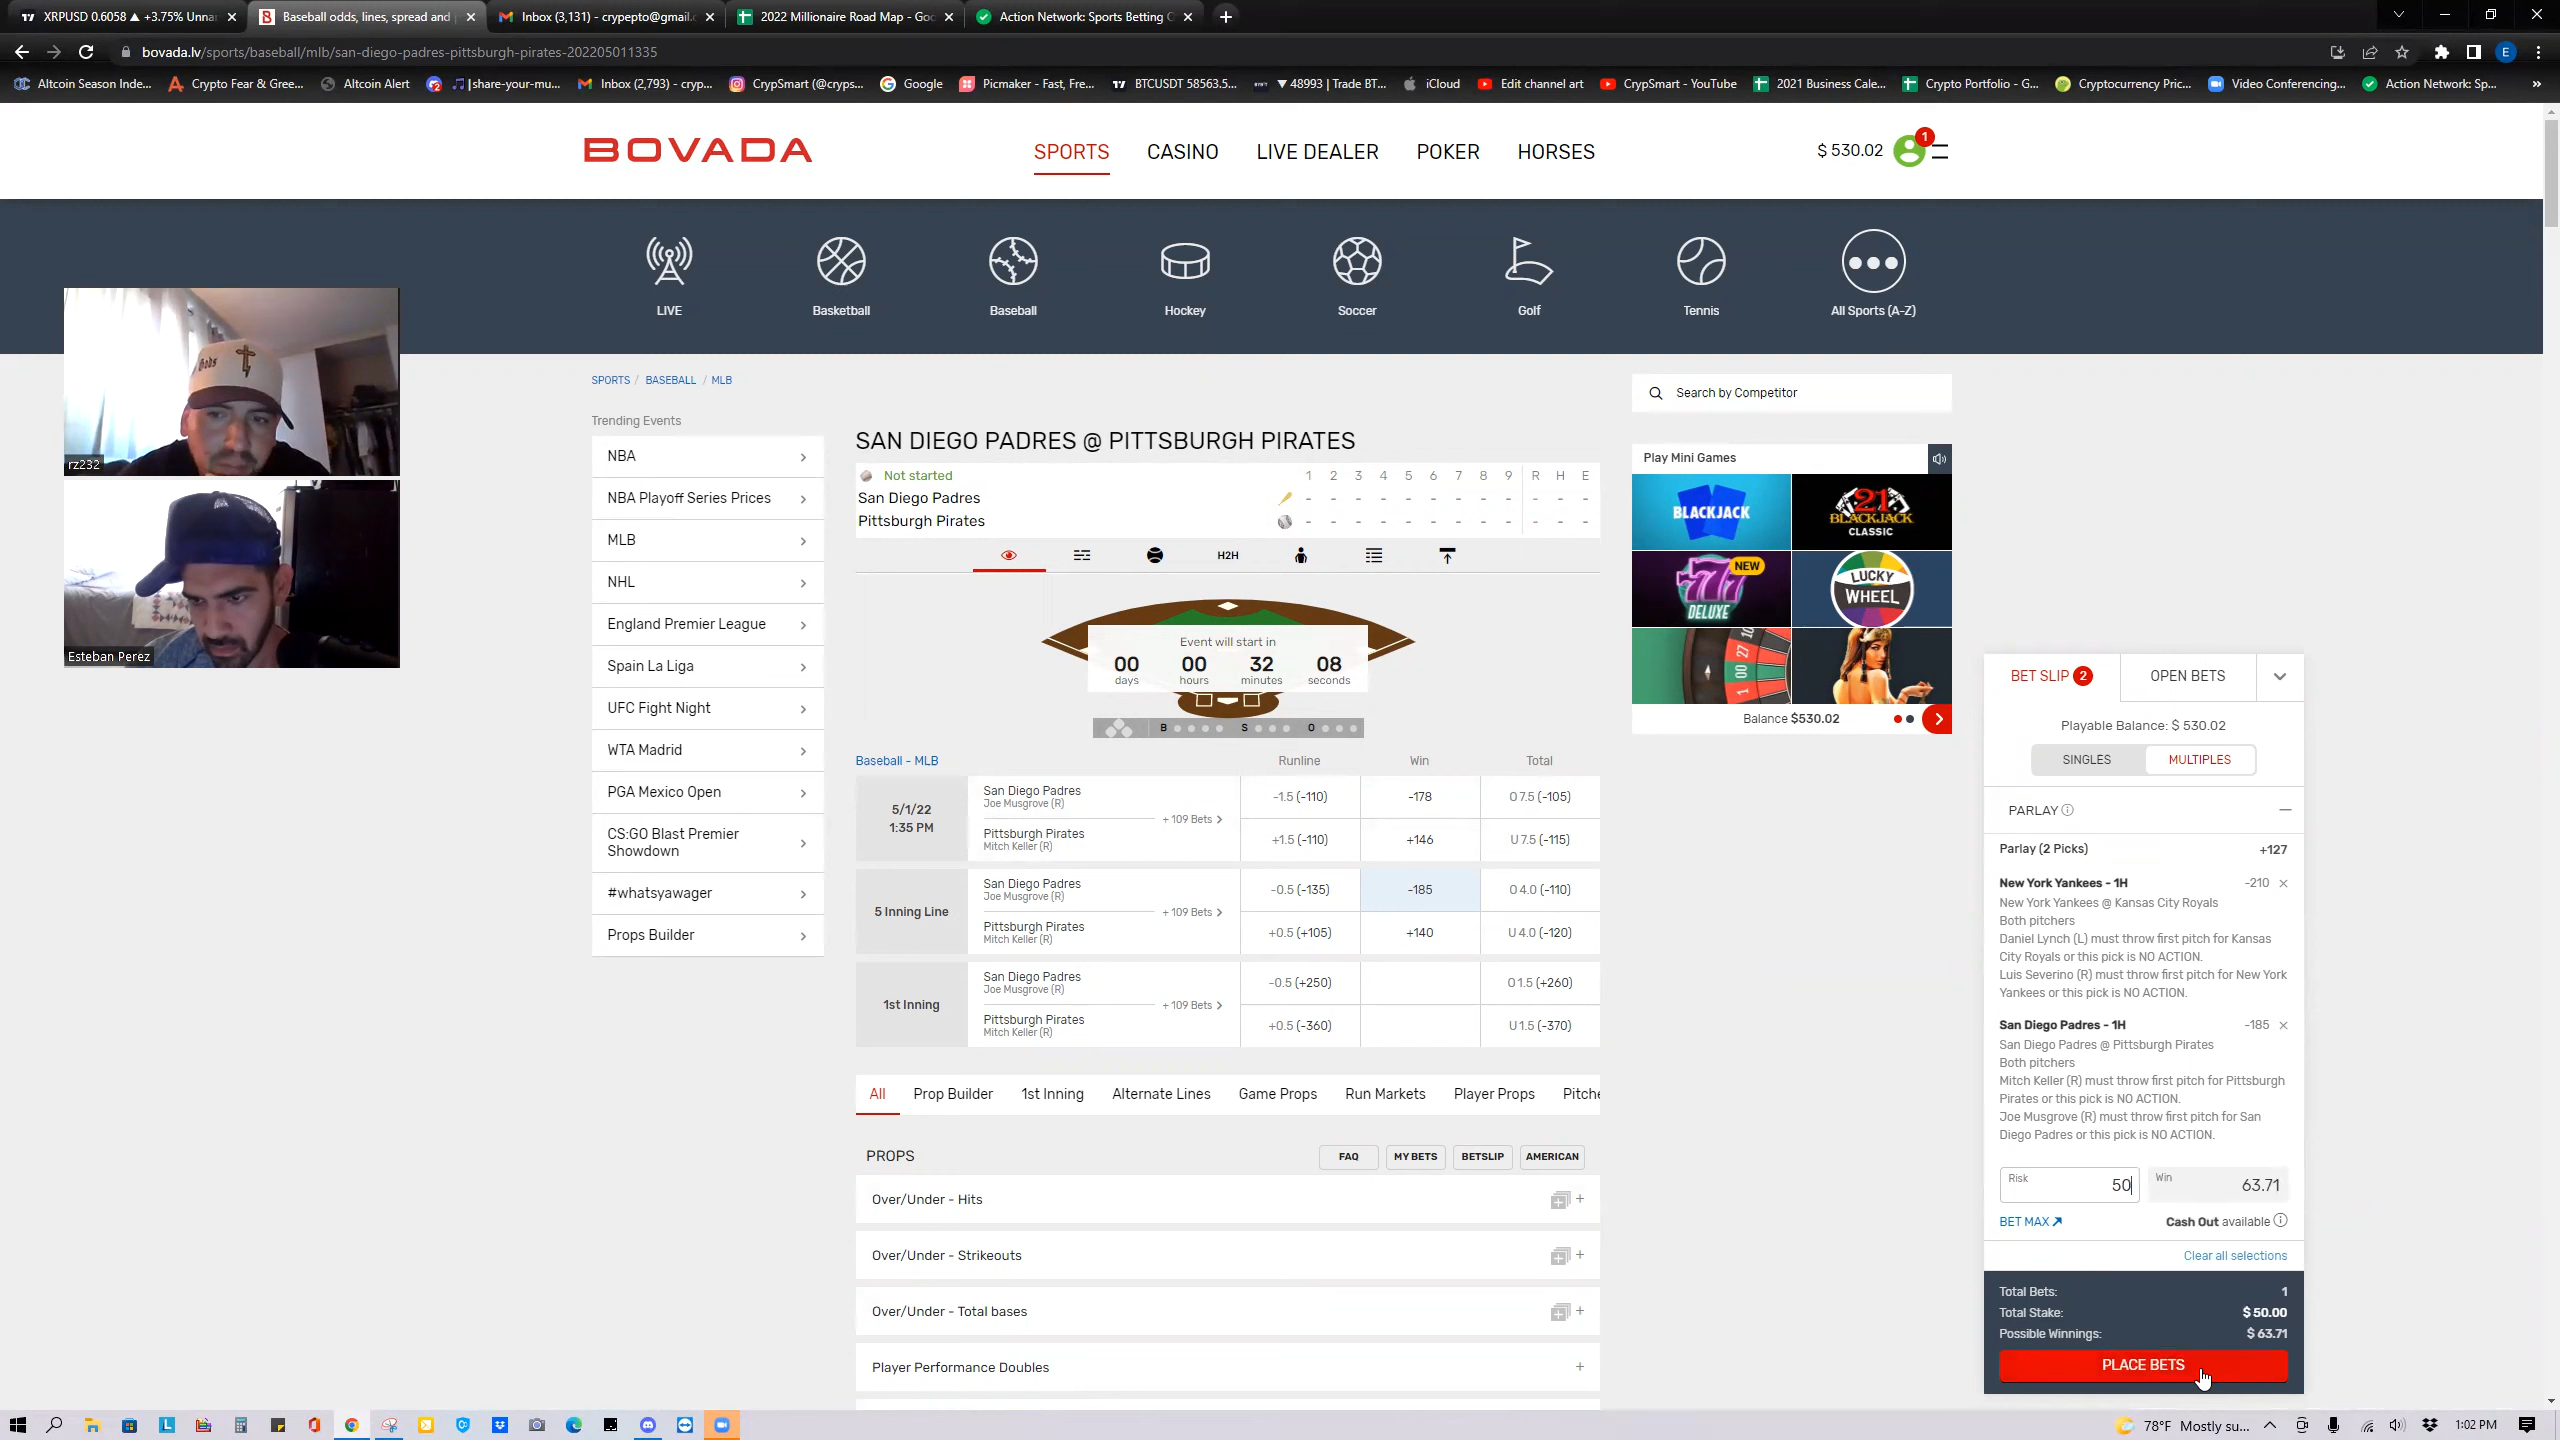 XRPUSD 0.6058 ▲ +3.75% Unna
Baseball odds, lines, spread and
Inbox (3,131) - crypepto@gmail.c
2022 Millionaire Road Map - Goo
Action Network: Sports Betting O
bovada.lv/sports/baseball/mlb/san-diego-padres-pittsburgh-pirates-202205011335
E
Altcoin Season Inde...
Crypto Fear & Gree...
Altcoin Alert
share-your-mu...
Inbox (2,793) - cryp...
CrypSmart (@cryps...
Google
Picmaker - Fast, Fre...
BTCUSDT 58563.5...
▼ 48993 | Trade BT...
iCloud
Edit channel art
CrypSmart - YouTube
2021 Business Cale...
Crypto Portfolio - G...
Cryptocurrency Pric...
Video Conferencing...
Action Network: Sp...
BOVADA
SPORTS
CASINO
LIVE DEALER
POKER
HORSES
$ 530.02
1
LIVE
Basketball
Baseball
Hockey
Soccer
Golf
Tennis
All Sports (A-Z)
Gods
rz232
Esteban Perez
SPORTS / BASEBALL / MLB
Trending Events
NBA
NBA Playoff Series Prices
MLB
NHL
England Premier League
Spain La Liga
UFC Fight Night
WTA Madrid
PGA Mexico Open
CS:GO Blast Premier
Showdown
#whatsyawager
Props Builder
SAN DIEGO PADRES @ PITTSBURGH PIRATES
Not started 1 2 3 4 5 6 7 8 9 R H E
San Diego Padres - - - - - - - - - - - -
Pittsburgh Pirates - - - - - - - - - - - -
H2H
Event will start in
00 00 32 08
days hours minutes seconds
B S O
Baseball - MLB Runline Win Total
5/1/22
1:35 PM
San Diego Padres
Joe Musgrove (R)
-1.5 (-110) -178 O 7.5 (-105)
+ 109 Bets
Pittsburgh Pirates
Mitch Keller (R)
+1.5 (-110) +146 U 7.5 (-115)
5 Inning Line
San Diego Padres
Joe Musgrove (R)
-0.5 (-135) -185 O 4.0 (-110)
+ 109 Bets
Pittsburgh Pirates
Mitch Keller (R)
+0.5 (+105) +140 U 4.0 (-120)
1st Inning
San Diego Padres
Joe Musgrove (R)
-0.5 (+250) O 1.5 (+260)
+ 109 Bets
Pittsburgh Pirates
Mitch Keller (R)
+0.5 (-360) U 1.5 (-370)
All Prop Builder 1st Inning Alternate Lines Game Props Run Markets Player Props Pitche
PROPS
FAQ MY BETS BETSLIP AMERICAN
Over/Under - Hits
Over/Under - Strikeouts
Over/Under - Total bases
Player Performance Doubles
Search by Competitor
Play Mini Games
BLACKJACK
21
BLACKJACK
CLASSIC
777
NEW
DELUXE
LUCKY
WHEEL
10
27
00
1
Balance $530.02
BET SLIP 2
OPEN BETS
Playable Balance: $ 530.02
SINGLES MULTIPLES
PARLAY
Parlay (2 Picks) +127
New York Yankees - 1H -210
New York Yankees @ Kansas City Royals
Both pitchers
Daniel Lynch (L) must throw first pitch for Kansas
City Royals or this pick is NO ACTION.
Luis Severino (R) must throw first pitch for New York
Yankees or this pick is NO ACTION.
San Diego Padres - 1H -185
San Diego Padres @ Pittsburgh Pirates
Both pitchers
Mitch Keller (R) must throw first pitch for Pittsburgh
Pirates or this pick is NO ACTION.
Joe Musgrove (R) must throw first pitch for San
Diego Padres or this pick is NO ACTION.
Risk 50
Win 63.71
BET MAX
Cash Out available
Clear all selections
Total Bets: 1
Total Stake: $ 50.00
Possible Winnings: $ 63.71
PLACE BETS
78°F Mostly su...
1:02 PM